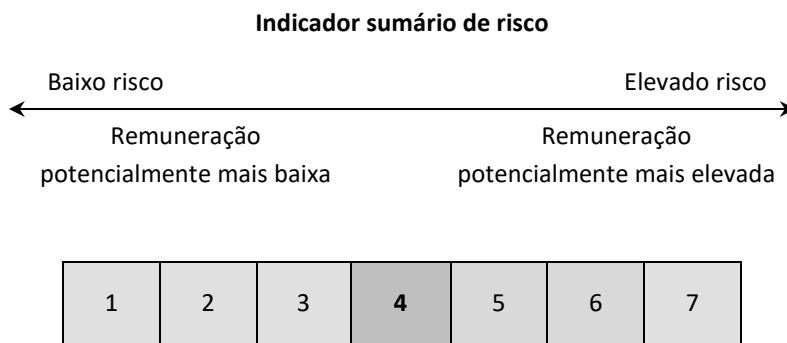 Indicador sumário de risco
Baixo risco Elevado risco
Remuneração Remuneração
potencialmente mais baixa potencialmente mais elevada
1 2 3 4 5 6 7